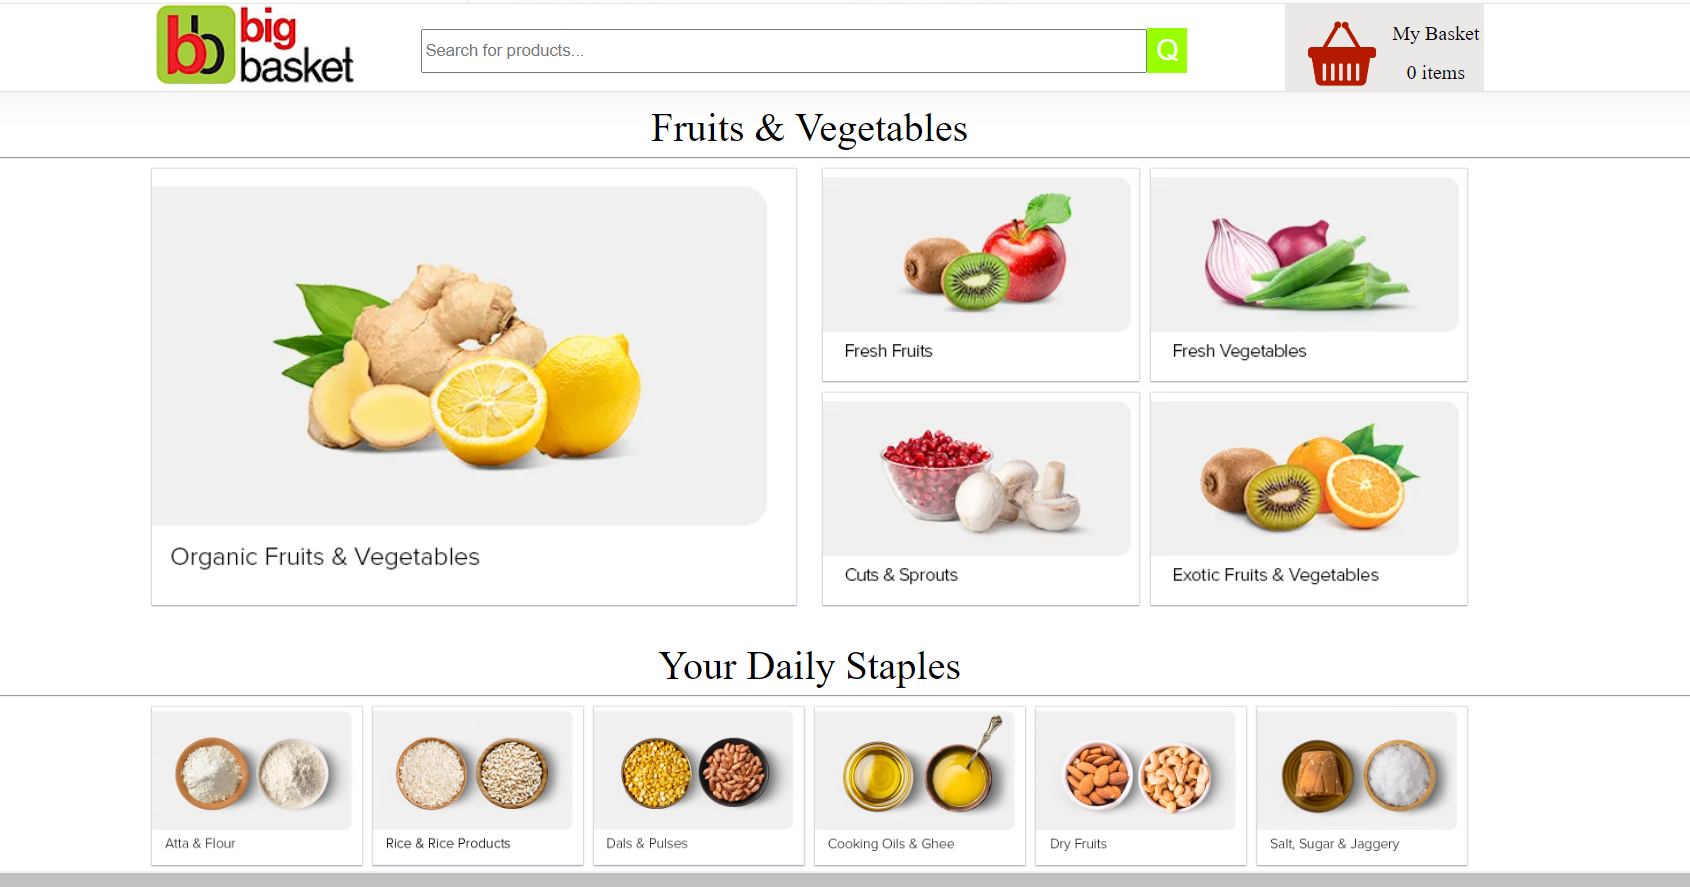 bb big
basket
Search for products...
Q
My Basket
0 items
Fruits & Vegetables
Organic Fruits & Vegetables
Fresh Fruits
Fresh Vegetables
Cuts & Sprouts
Exotic Fruits & Vegetables
Your Daily Staples
Atta & Flour
Rice & Rice Products
Dals & Pulses
Cooking Oils & Ghee
Dry Fruits
Salt, Sugar & Jaggery